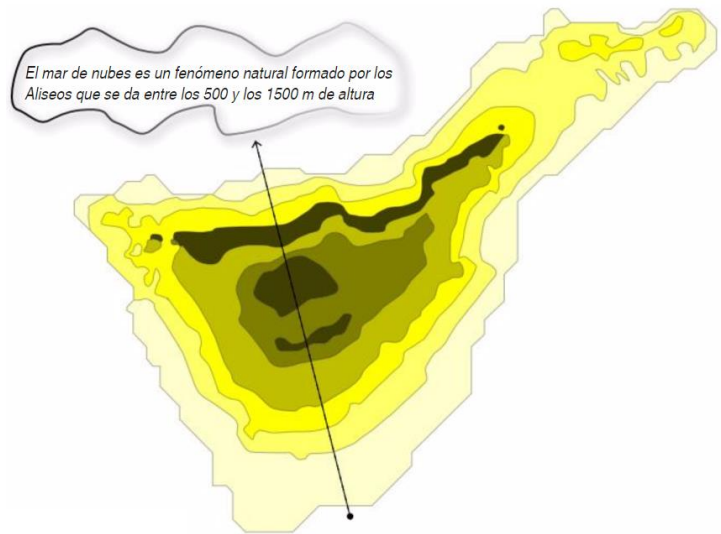 El mar de nubes es un fenómeno natural formado por los
Aliseos que se da entre los 500 y los 1500 m de altura